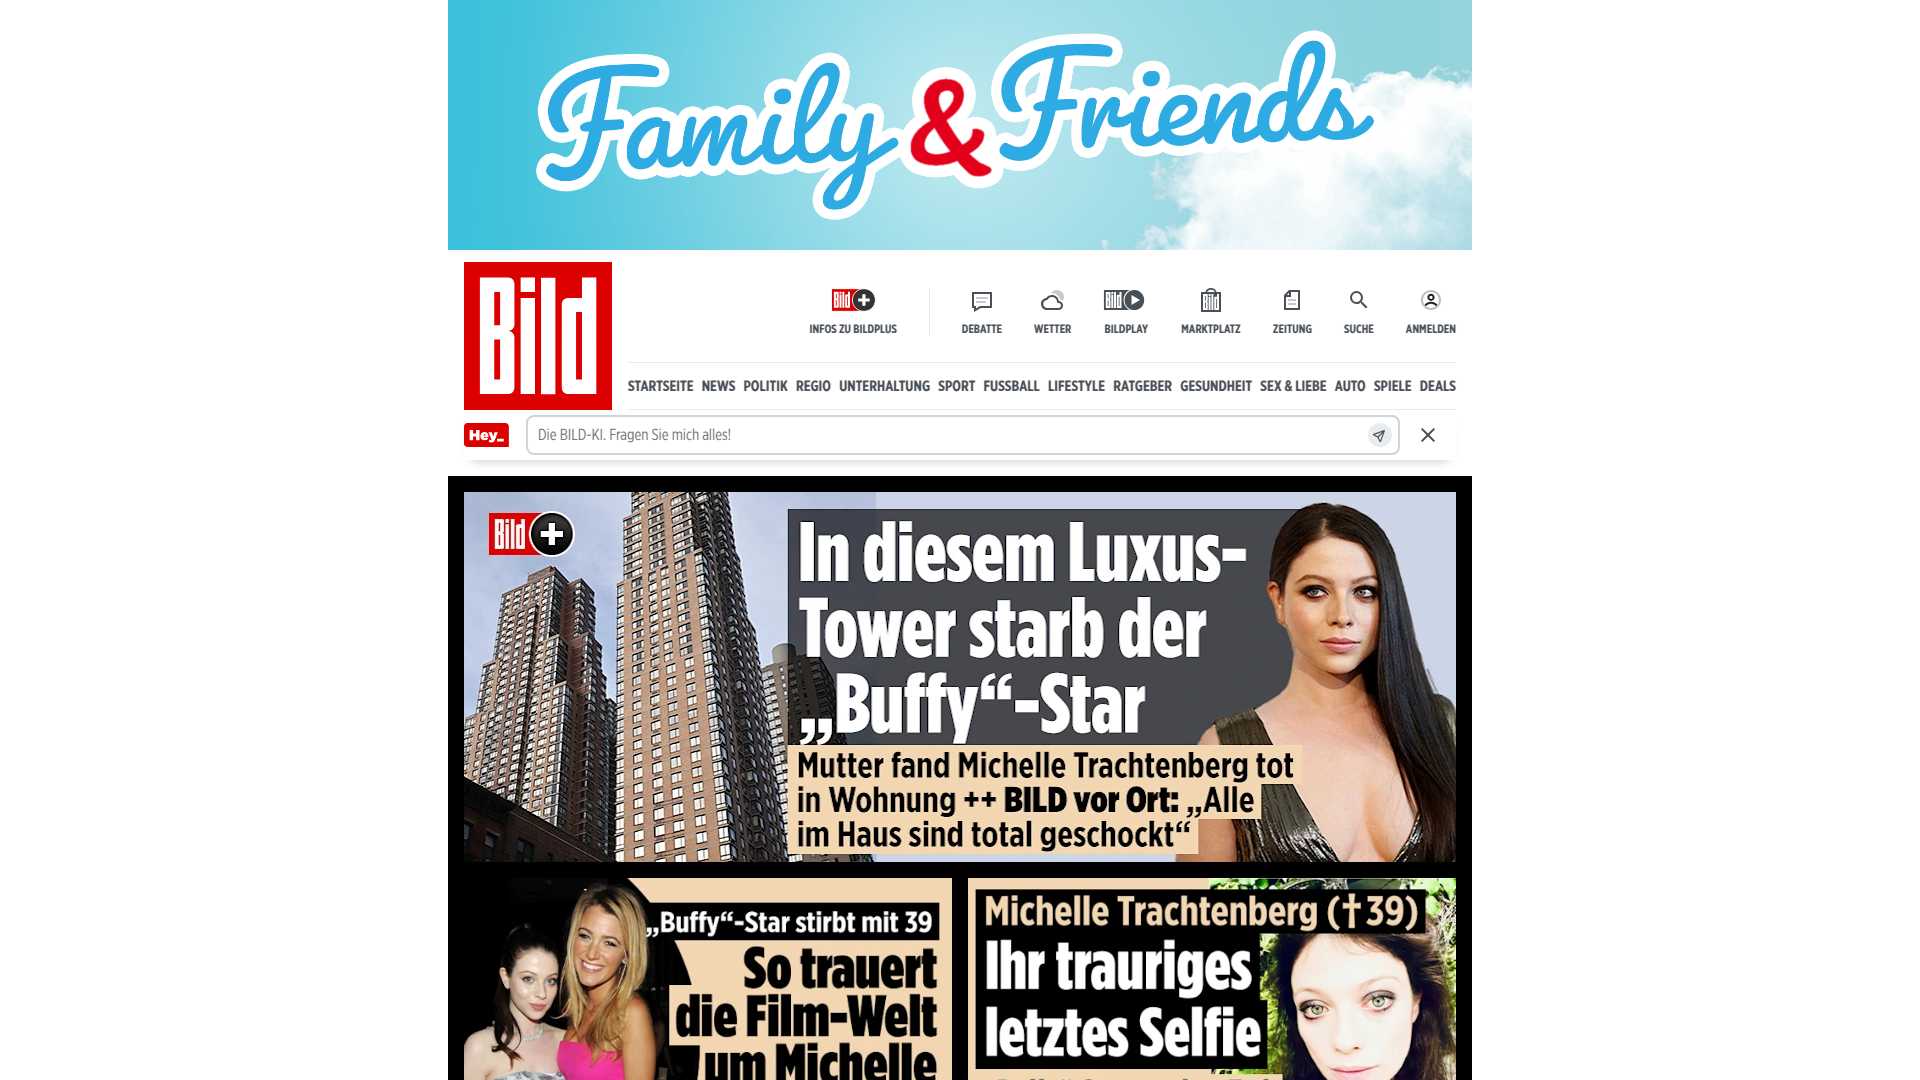 Family & Friends
Bild
Bild +
INFOS ZU BILDPLUS
DEBATTE
WETTER
Bild
BILDPLAY
Bild
MARKTPLATZ
ZEITUNG
SUCHE
ANMELDEN
STARTSEITE NEWS POLITIK REGIO UNTERHALTUNG SPORT FUSSBALL LIFESTYLE RATGEBER GESUNDHEIT SEX & LIEBE AUTO SPIELE DEALS
Hey_
Die BILD-KI. Fragen Sie mich alles!
Bild +
In diesem Luxus-
Tower starb der
„Buffy“-Star
Mutter fand Michelle Trachtenberg tot
in Wohnung ++ BILD vor Ort: „Alle
im Haus sind total geschockt“
„Buffy“-Star stirbt mit 39
So trauert
die Film-Welt
um Michelle
Michelle Trachtenberg (†39)
Ihr trauriges
letztes Selfie